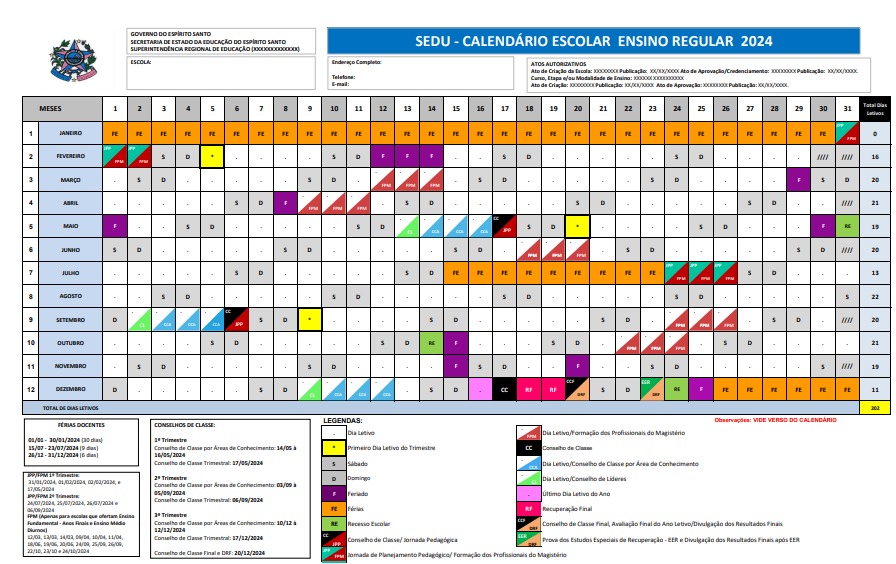 GOVERNO DO ESPÍRITO SANTO
SECRETARIA DE ESTADO DA EDUCAÇÃO DO ESPÍRITO SANTO
SUPERINTENDÊNCIA REGIONAL DE EDUCAÇÃO (XXXXXXXXXXXXX)
SEDU - CALENDÁRIO ESCOLAR ENSINO REGULAR 2024
ESCOLA:
Endereço Completo:
Telefone:
E-mail:
ATOS AUTORIZATIVOS
Ato de Criação da Escola: XXXXXXXX Publicação: XX/XX/XXXX Ato de Aprovação/Credenciamento: XXXXXXXX Publicação: XX/XX/XXXX.
Curso, Etapa e/ou Modalidade de Ensino: XXXXXX XXXXXXXXXX
Ato de Criação: XXXXXXXX Publicação: XX/XX/XXXX. Ato de Aprovação: XXXXXXX Publicação: XX/XX/XXXX.
MESES 1 2 3 4 5 6 7 8 9 10 11 12 13 14 15 16 17 18 19 20 21 22 23 24 25 26 27 28 29 30 31 Total Dias Letivos
1 JANEIRO FE FE FE FE FE FE FE FE FE FE FE FE FE FE FE FE FE FE FE FE FE FE FE FE FE FE FE FE FE FE JPP FPM 0
2 FEVEREIRO JPP FPM JPP FPM S D * . . . . S D F F F . . S D . . . . . S D . . . . //// //// 16
3 MARÇO . S D . . . . . S D . FPM FPM FPM . S D . . . . . S D . . . . F S D 20
4 ABRIL . . . . . S D F FPM FPM FPM . S D . . . . . S D . . . . . S D . . //// 21
5 MAIO F . . S D . . . . . S D CL CCA CCA CCA CC JPP S D * . . . . S D . . . F RE 19
6 JUNHO S D . . . . . S D . . . . . S D . FPM FPM FPM . S D . . . . . S D //// 20
7 JULHO . . . . . S D . . . . . S D FE FE FE FE FE FE FE FE FE JPP FPM JPP FPM JPP FPM S D . . . 13
8 AGOSTO . . S D . . . . . S D . . . . . S D . . . . . S D . . . . . S 22
9 SETEMBRO D CL CCA CCA CCA CC JPP S D * . . . . S D . . . . . S D . FPM FPM FPM . S D . //// 20
10 OUTUBRO . . . . S D . . . . . S D RE F . . . S D . FPM FPM FPM . S D . . . . 21
11 NOVEMBRO . S D . . . . . S D . . . . F S D . . F . . S D . . . . . S //// 19
12 DEZEMBRO D . . . . . S D CL CCA CCA CCA . S D . CC RF RF CCF DRF S D EER DRF RE F FE FE FE FE FE FE 11
TOTAL DE DIAS LETIVOS 202
FÉRIAS DOCENTES
01/01 - 30/01/2024 (30 dias)
15/07 - 23/07/2024 (9 dias)
26/12 - 31/12/2024 (6 dias)
JPP/FPM 1º Trimestre:
31/01/2024, 01/02/2024, 02/02/2024, e
17/05/2024
JPP/FPM 2º Trimestre:
24/07/2024, 25/07/2024, 26/07/2024 e
06/09/2024
FPM (Apenas para escolas que ofertam Ensino
Fundamental - Anos Finais e Ensino Médio
Diurnos)
12/03, 13/03, 14/03, 09/04, 10/04, 11/04,
18/06, 19/06, 20/06, 24/09, 25/09, 26/09,
22/10, 23/10 e 24/10/2024
CONSELHOS DE CLASSE:
1º Trimestre
Conselho de Classe por Áreas de Conhecimento: 14/05 à
16/05/2024
Conselho de Classe Trimestral: 17/05/2024
2º Trimestre
Conselho de Classe por Áreas de Conhecimento: 03/09 à
05/09/2024
Conselho de Classe Trimestral: 06/09/2024
3º Trimestre
Conselho de Classe por Áreas de Conhecimento: 10/12 à
12/12/2024
Conselho de Classe Trimestral: 17/12/2024
Conselho de Classe Final e DRF: 20/12/2024
LEGENDAS:
. Dia Letivo
* Primeiro Dia Letivo do Trimestre
S Sábado
D Domingo
F Feriado
FE Férias
RE Recesso Escolar
CC JPP Conselho de Classe/ Jornada Pedagógica
JPP FPM Jornada de Planejamento Pedagógico/ Formação dos Profissionais do Magistério
Observações: VIDE VERSO DO CALENDÁRIO
FPM Dia Letivo/Formação dos Profissionais do Magistério
CC Conselho de Classe
CCA Dia Letivo/Conselho de Classe por Área de Conhecimento
CL Dia Letivo/Conselho de Líderes
. Último Dia Letivo do Ano
RF Recuperação Final
CCF DRF Conselho de Classe Final, Avaliação Final do Ano Letivo/Divulgação dos Resultados Finais
EER DRF Prova dos Estudos Especiais de Recuperação - EER e Divulgação dos Resultados Finais após EER